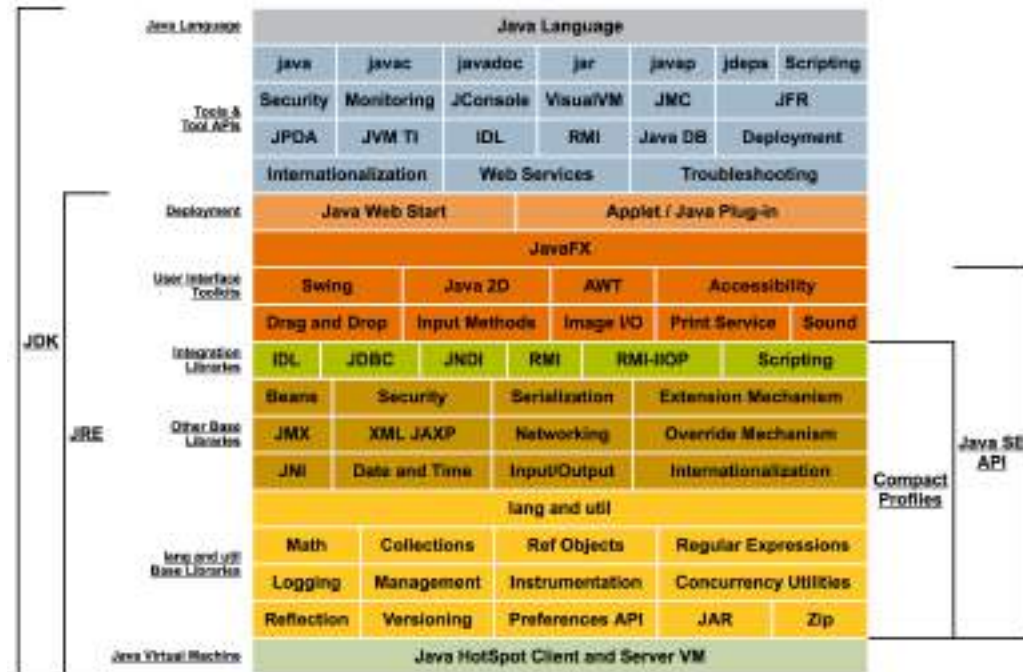 Java Language Java Language
java javac javadoc jar javap jdeps Scripting
Security Monitoring JConsole VisualVM JMC JFR
Tools &
Tool APIs
JPDA JVM TI IDL RMI Java DB Deployment
Internationalization Web Services Troubleshooting
Deployment Java Web Start Applet / Java Plug-in
JavaFX
User Interface
Toolkits
Swing Java 2D AWT Accessibility
Drag and Drop Input Methods Image I/O Print Service Sound
JDK
Integration
Libraries
IDL JDBC JNDI RMI RMI-IIOP Scripting
Beans Security Serialization Extension Mechanism
JRE
Other Base
Libraries
JMX XML JAXP Networking Override Mechanism
Java SE
API
JNI Date and Time Input/Output Internationalization
Compact
Profiles
lang and util
Math Collections Ref Objects Regular Expressions
lang and util
Base Libraries
Logging Management Instrumentation Concurrency Utilities
Reflection Versioning Preferences API JAR Zip
Java Virtual Machine Java HotSpot Client and Server VM